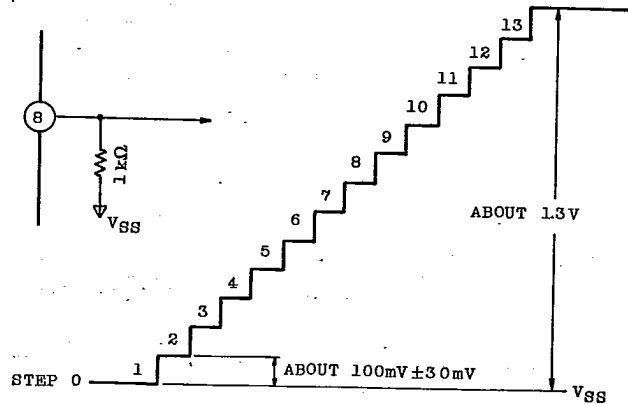 13
12
11
10
9
8
7
6
5
4
3
2
1
8
1kΩ
VSS
ABOUT 1.3V
ABOUT 100mV±30mV
STEP 0
VSS